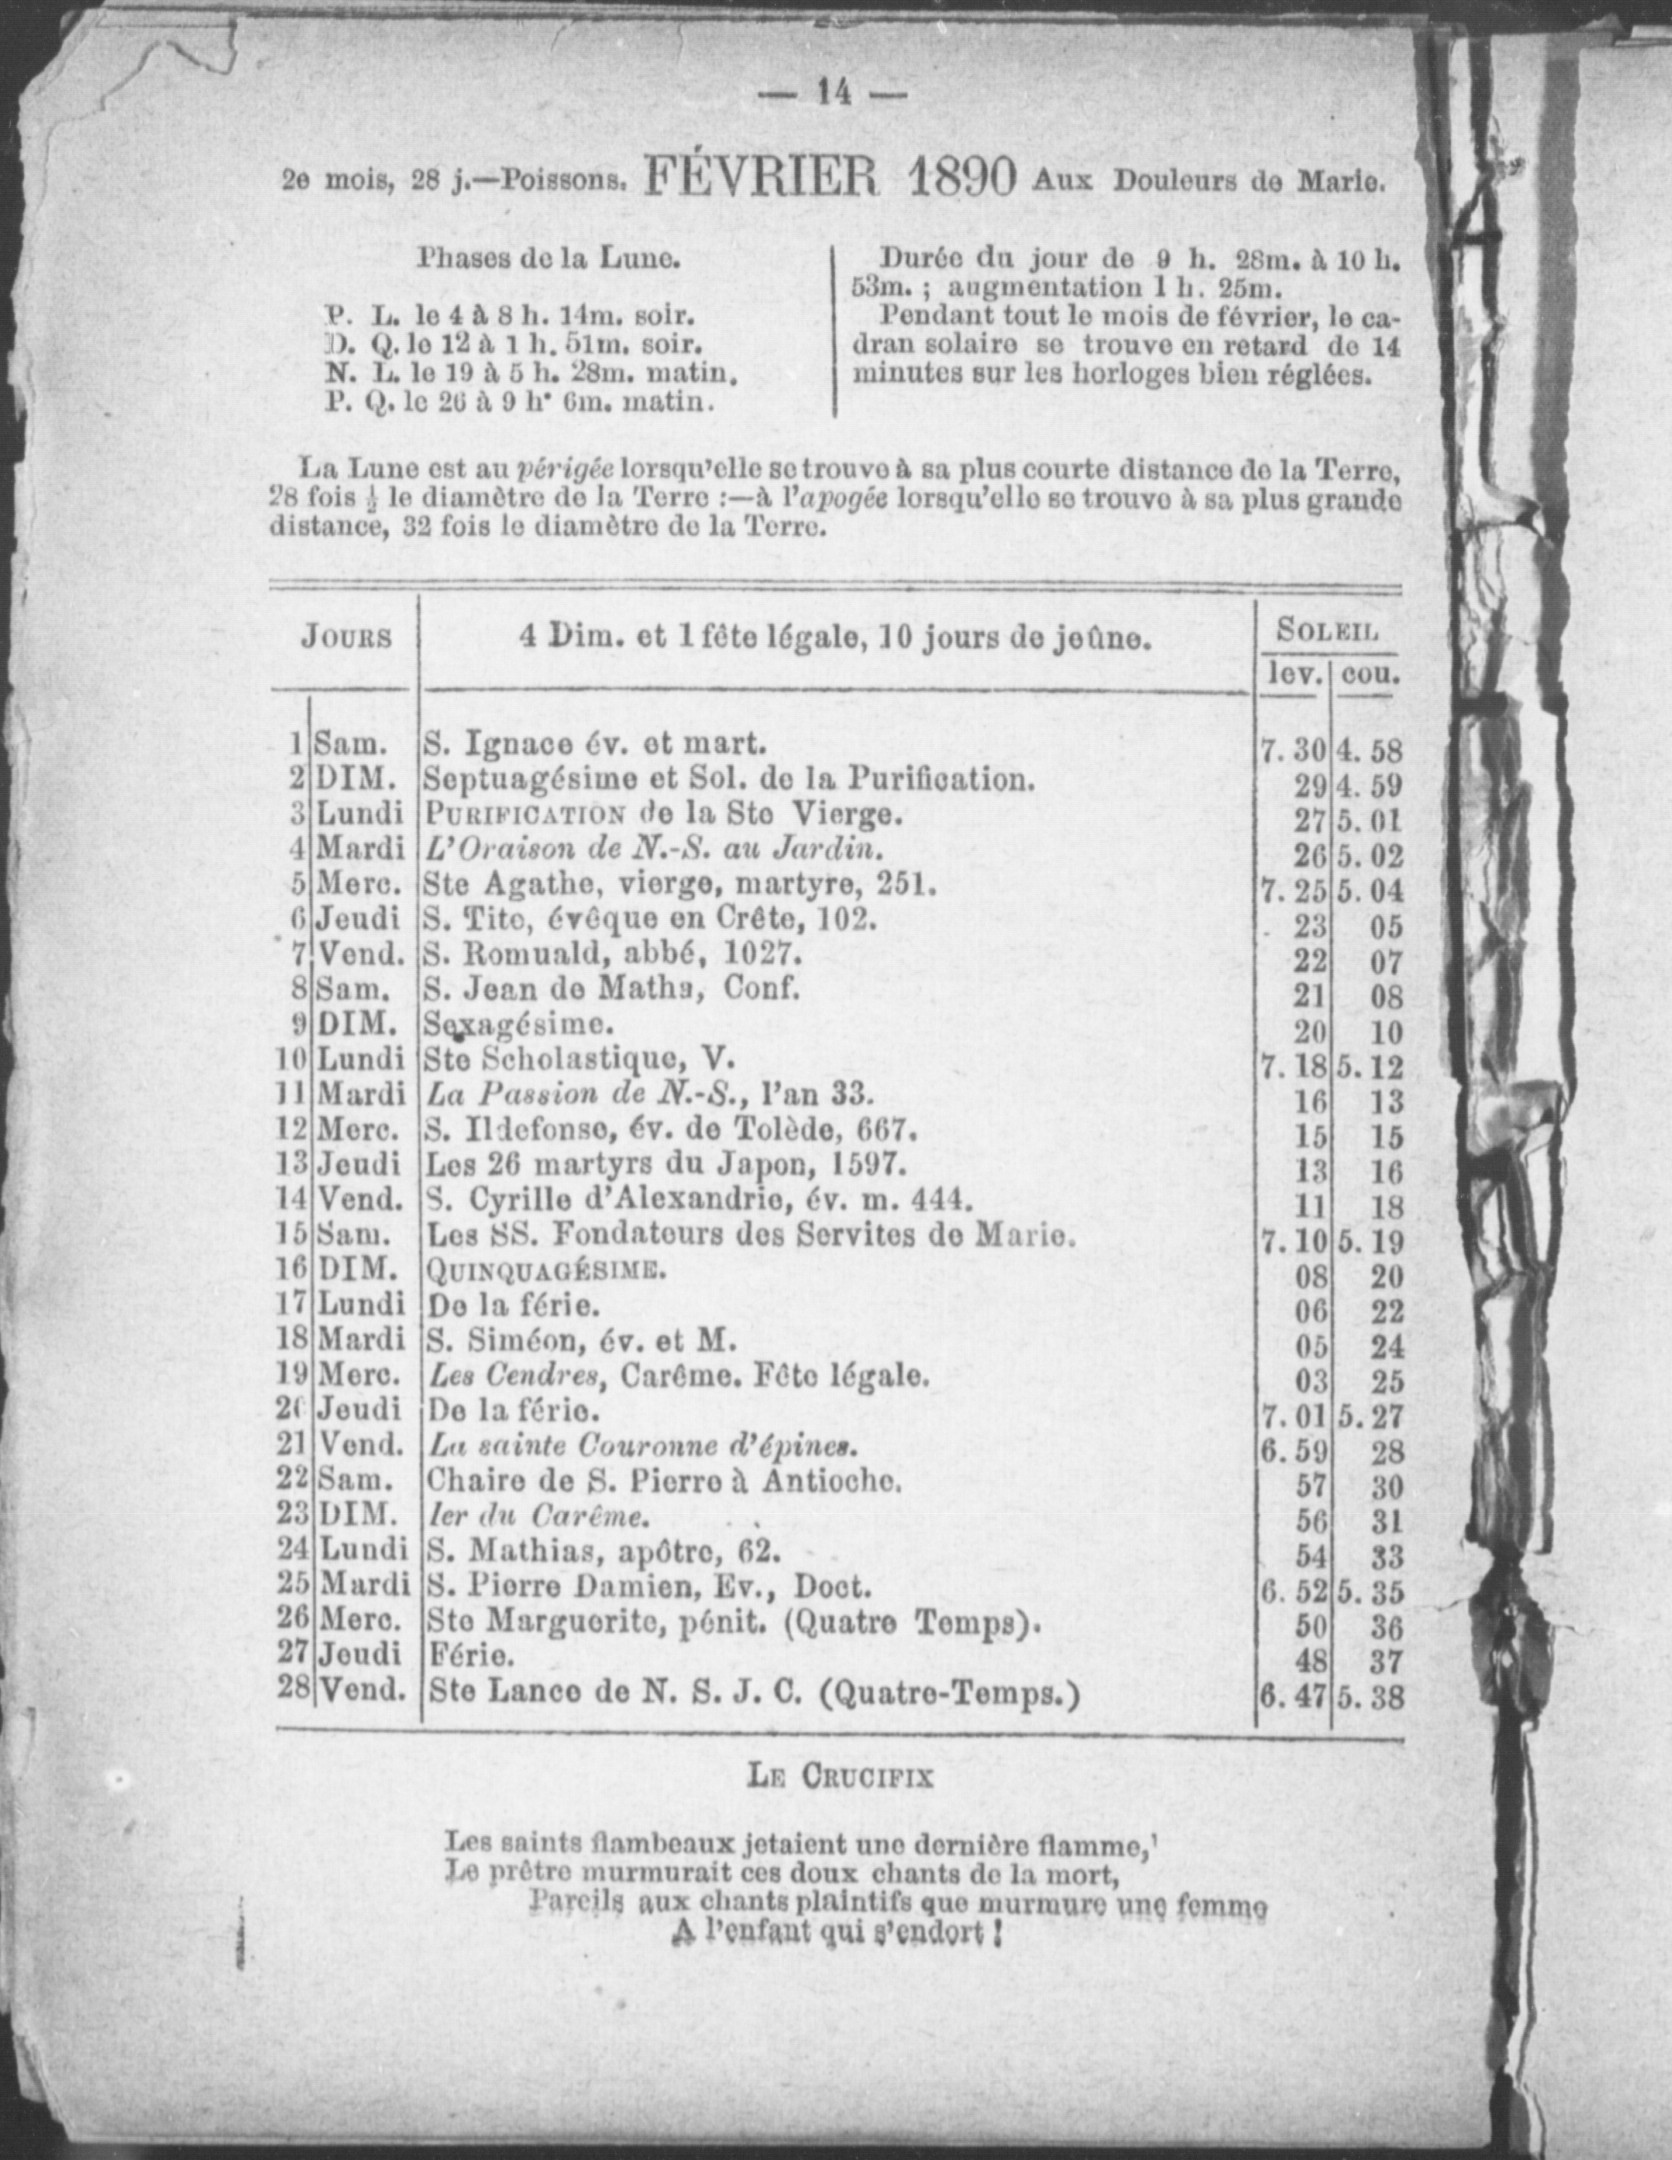 — 14 —
2e mois, 28 j.—Poissons. FÉVRIER 1890 Aux Douleurs de Marie.
Phases de la Lune.
P. L. le 4 à 8 h. 14m. soir.
D. Q. le 12 à 1 h. 51m. soir.
N. L. le 19 à 5 h. 28m. matin.
P. Q. le 26 à 9 h· 6m. matin.
Durée du jour de 9 h. 28m. à 10 h.
53m. ; augmentation 1 h. 25m.
Pendant tout le mois de février, le ca-
dran solaire se trouve en retard de 14
minutes sur les horloges bien réglées.
La Lune est au périgée lorsqu'elle se trouve à sa plus courte distance de la Terre,
28 fois ½ le diamètre de la Terre :—à l'apogée lorsqu'elle se trouve à sa plus grande
distance, 32 fois le diamètre de la Terre.
JOURS 4 Dim. et 1 fête légale, 10 jours de jeûne. SOLEIL
lev. cou.
1 Sam. S. Ignace év. et mart. 7. 30 4. 58
2 DIM. Septuagésime et Sol. de la Purification. 29 4. 59
3 Lundi PURIFICATION de la Ste Vierge. 27 5. 01
4 Mardi L'Oraison de N.-S. au Jardin. 26 5. 02
5 Merc. Ste Agathe, vierge, martyre, 251. 7. 25 5. 04
6 Jeudi S. Tite, évêque en Crête, 102. 23 05
7 Vend. S. Romuald, abbé, 1027. 22 07
8 Sam. S. Jean de Matha, Conf. 21 08
9 DIM. Sexagésime. 20 10
10 Lundi Ste Scholastique, V. 7. 18 5. 12
11 Mardi La Passion de N.-S., l'an 33. 16 13
12 Merc. S. Ildefonse, év. de Tolède, 667. 15 15
13 Jeudi Les 26 martyrs du Japon, 1597. 13 16
14 Vend. S. Cyrille d'Alexandrie, év. m. 444. 11 18
15 Sam. Les SS. Fondateurs des Servites de Marie. 7. 10 5. 19
16 DIM. QUINQUAGÉSIME. 08 20
17 Lundi De la férie. 06 22
18 Mardi S. Siméon, év. et M. 05 24
19 Merc. Les Cendres, Carême. Fête légale. 03 25
20 Jeudi De la férie. 7. 01 5. 27
21 Vend. La sainte Couronne d'épines. 6. 59 28
22 Sam. Chaire de S. Pierre à Antioche. 57 30
23 DIM. 1er du Carême. 56 31
24 Lundi S. Mathias, apôtre, 62. 54 33
25 Mardi S. Pierre Damien, Ev., Doct. 6. 52 5. 35
26 Merc. Ste Marguerite, pénit. (Quatre Temps). 50 36
27 Jeudi Férie. 48 37
28 Vend. Ste Lance de N. S. J. C. (Quatre-Temps.) 6. 47 5. 38
LE CRUCIFIX
Les saints flambeaux jetaient une dernière flamme,
Le prêtre murmurait ces doux chants de la mort,
Pareils aux chants plaintifs que murmure une femme
A l'enfant qui s'endort !